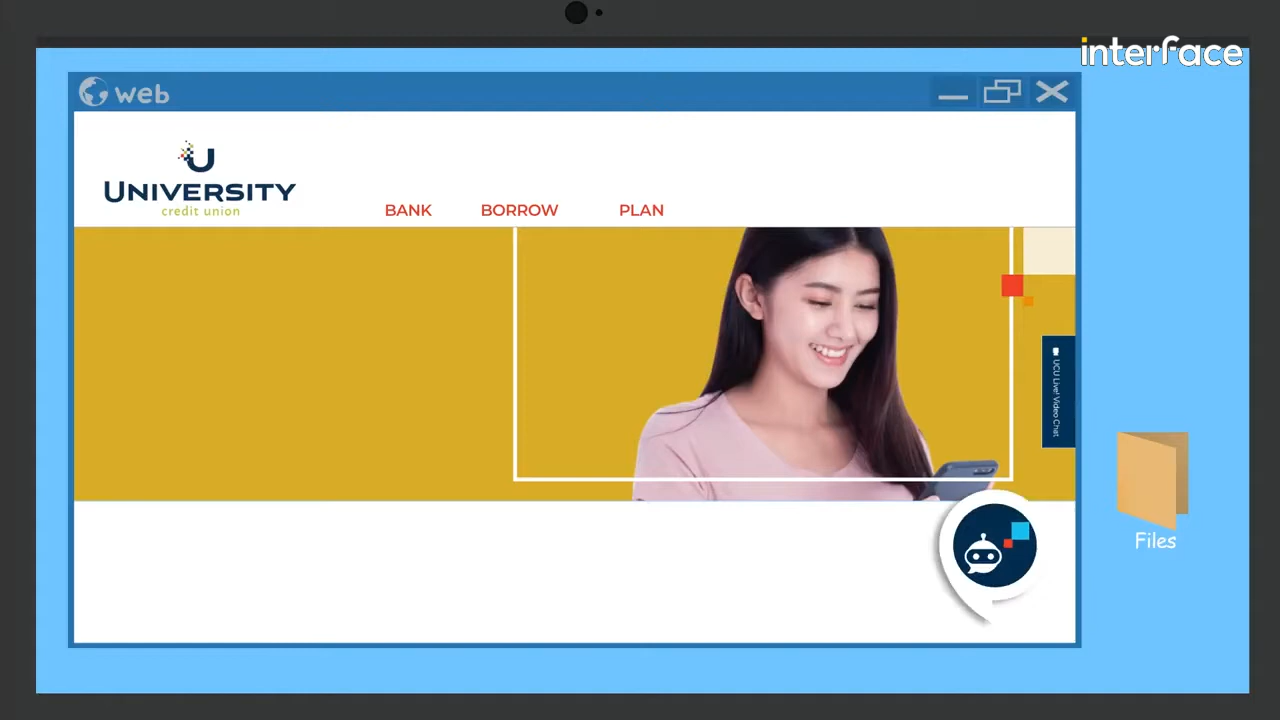 interface
web
UNIVERSITY
credit union
BANK BORROW PLAN
UCU Live! Video Chat
Files